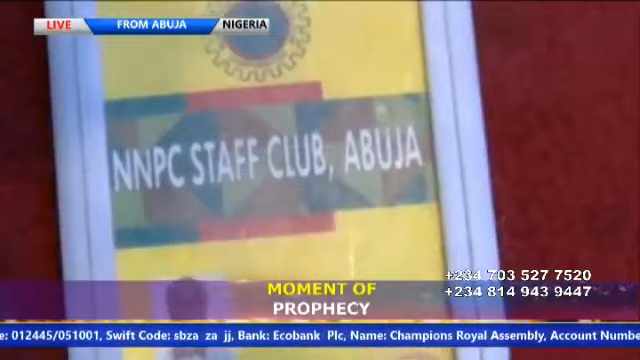 LIVE FROM ABUJA NIGERIA
NNPC STAFF CLUB, ABUJA
+234 703 527 7520
+234 814 943 9447
MOMENT OF
PROPHECY
e: 012445/051001, Swift Code: sbza za jj, Bank: Ecobank Plc, Name: Champions Royal Assembly, Account Numbe